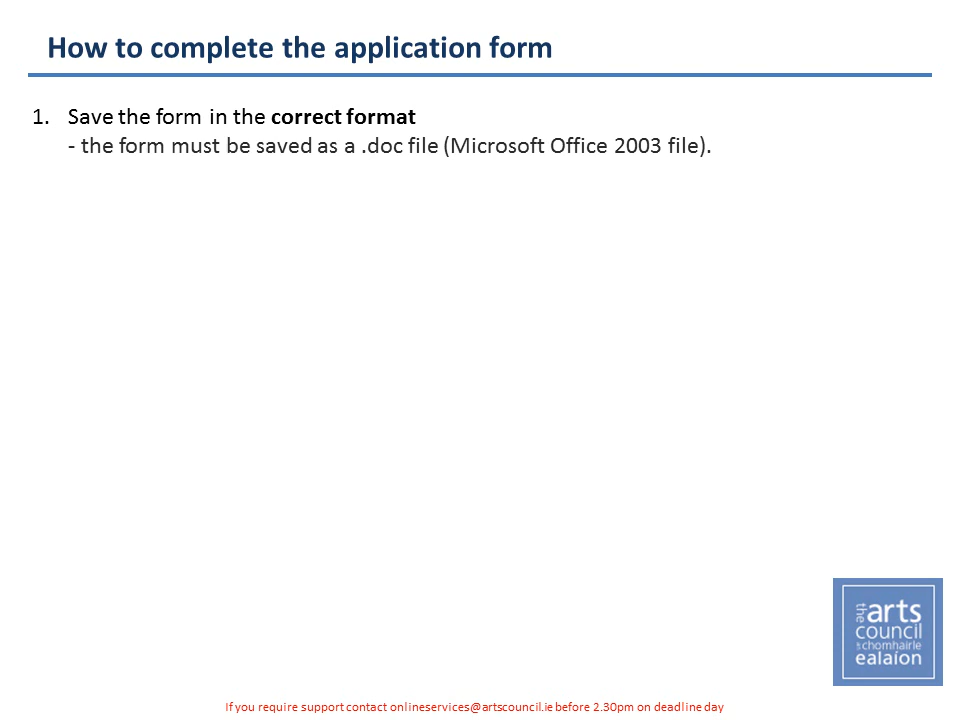 How to complete the application form
1. Save the form in the correct format
- the form must be saved as a .doc file (Microsoft Office 2003 file).
the arts
council
schomhairle
ealaíon
If you require support contact onlineservices@artscouncil.ie before 2.30pm on deadline day